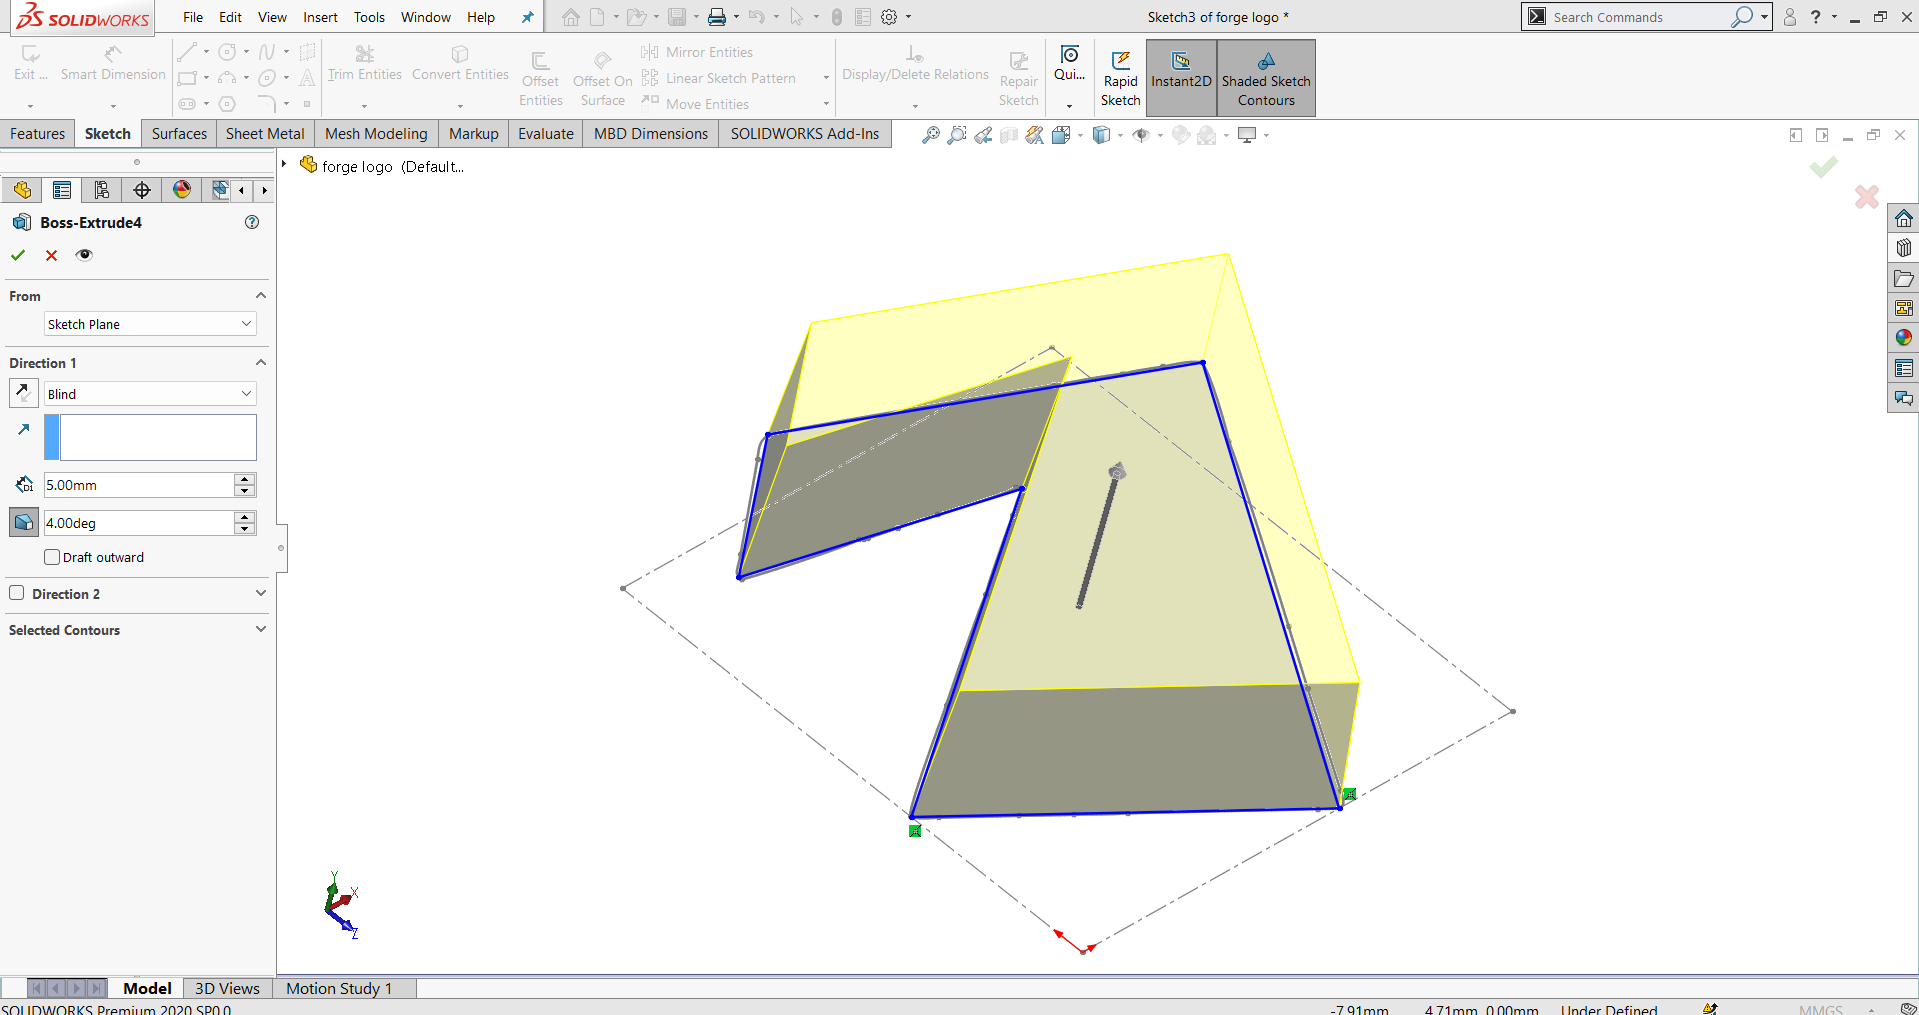 SOLIDWORKS File Edit View Insert Tools Window Help Sketch3 of forge logo * Search Commands ?
Exit ... Smart Dimension Trim Entities Convert Entities Offset Entities Offset On Surface Mirror Entities Linear Sketch Pattern Move Entities Display/Delete Relations Repair Sketch Qui... Rapid Sketch Instant2D Shaded Sketch Contours
Features Sketch Surfaces Sheet Metal Mesh Modeling Markup Evaluate MBD Dimensions SOLIDWORKS Add-Ins
forge logo (Default...
Boss-Extrude4
From
Sketch Plane
Direction 1
Blind
D1 5.00mm
4.00deg
Draft outward
Direction 2
Selected Contours
Y
X
Z
Model 3D Views Motion Study 1
SOLIDWORKS Premium 2020 SP0.0 -7.91mm 4.71mm 0.00mm Under Defined MMGS